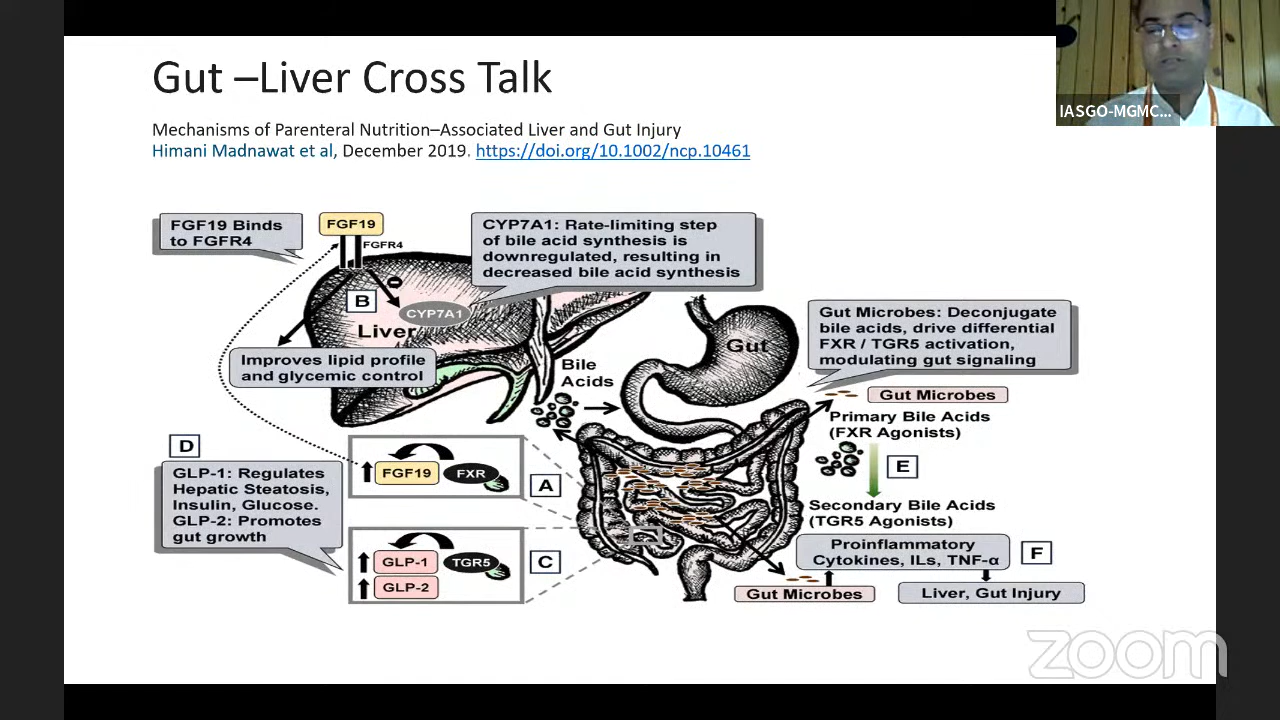 Gut –Liver Cross Talk
IASGO-MGMC...
Mechanisms of Parenteral Nutrition–Associated Liver and Gut Injury
Himani Madnawat et al, December 2019. https://doi.org/10.1002/ncp.10461
FGF19 Binds
to FGFR4
FGF19
FGFR4
CYP7A1: Rate-limiting step
of bile acid synthesis is
downregulated, resulting in
decreased bile acid synthesis
B
CYP7A1
Liver
Improves lipid profile
and glycemic control
Bile
Acids
Gut
Gut Microbes: Deconjugate
bile acids, drive differential
FXR / TGR5 activation,
modulating gut signaling
Gut Microbes
Primary Bile Acids
(FXR Agonists)
E
Secondary Bile Acids
(TGR5 Agonists)
D
GLP-1: Regulates
Hepatic Steatosis,
Insulin, Glucose.
GLP-2: Promotes
gut growth
FGF19
FXR
A
GLP-1
TGR5
GLP-2
C
Proinflammatory
Cytokines, ILs, TNF-α
F
Gut Microbes
Liver, Gut Injury
zoom